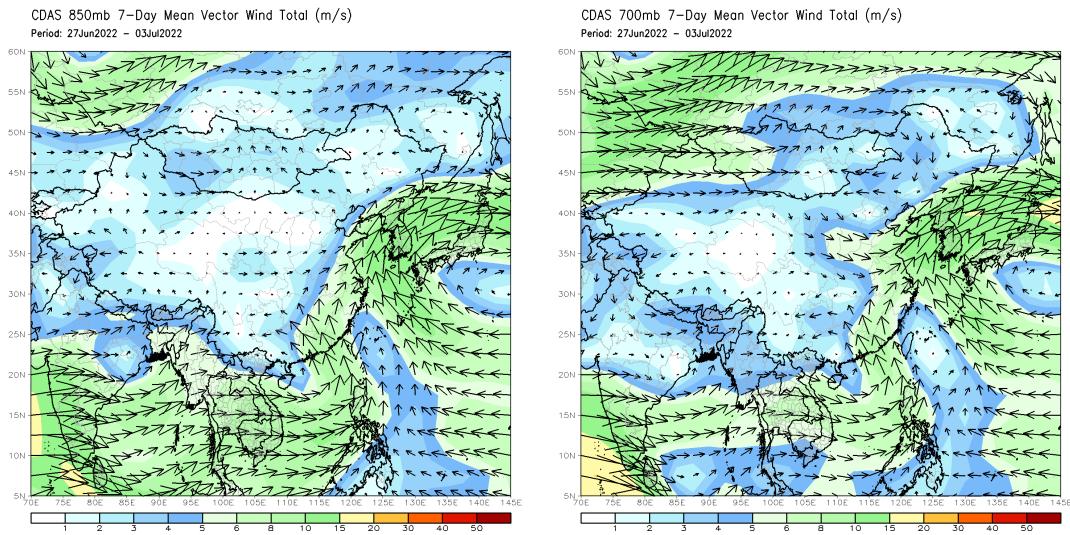 CDAS 850mb 7-Day Mean Vector Wind Total (m/s)
Period: 27Jun2022 - 03Jul2022
60N
55N
50N
45N
40N
35N
30N
25N
20N
15N
10N
5N
70E 75E 80E 85E 90E 95E 100E 105E 110E 115E 120E 125E 130E 135E 140E 145E
1 2 3 4 5 6 8 10 15 20 30 40 50
CDAS 700mb 7-Day Mean Vector Wind Total (m/s)
Period: 27Jun2022 - 03Jul2022
60N
55N
50N
45N
40N
35N
30N
25N
20N
15N
10N
5N
70E 75E 80E 85E 90E 95E 100E 105E 110E 115E 120E 125E 130E 135E 140E 145E
1 2 3 4 5 6 8 10 15 20 30 40 50